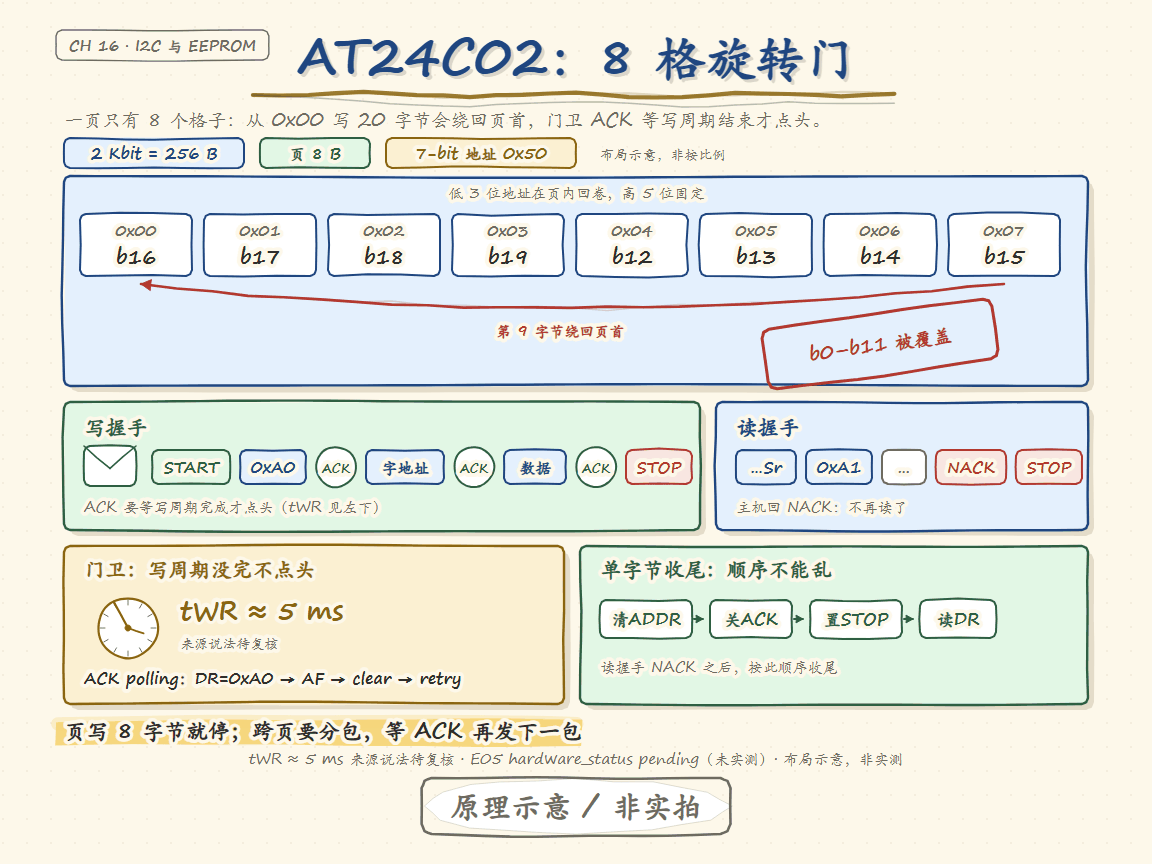 CH 16 · I2C 与 EEPROM
AT24C02：8 格旋转门
一页只有 8 个格子：从 0x00 写 20 字节会绕回页首，门卫 ACK 等写周期结束才点头。
2 Kbit = 256 B
页 8 B
7-bit 地址 0x50
布局示意，非按比例
低 3 位地址在页内回卷，高 5 位固定
0x00 0x01 0x02 0x03 0x04 0x05 0x06 0x07
b16 b17 b18 b19 b12 b13 b14 b15
第 9 字节绕回页首
b0–b11 被覆盖
写握手
START 0xA0 ACK 字地址 ACK 数据 ACK STOP
ACK 要等写周期完成才点头（tWR 见左下）
读握手
…Sr 0xA1 … NACK STOP
主机回 NACK：不再读了
门卫：写周期没完不点头
tWR ≈ 5 ms
来源说法待复核
ACK polling: DR=0xA0 → AF → clear → retry
单字节收尾：顺序不能乱
清ADDR 关ACK 置STOP 读DR
读握手 NACK 之后，按此顺序收尾
页写 8 字节就停；跨页要分包，等 ACK 再发下一包
tWR ≈ 5 ms 来源说法待复核 · E05 hardware_status pending（未实测）· 布局示意，非实测
原理示意 / 非实拍